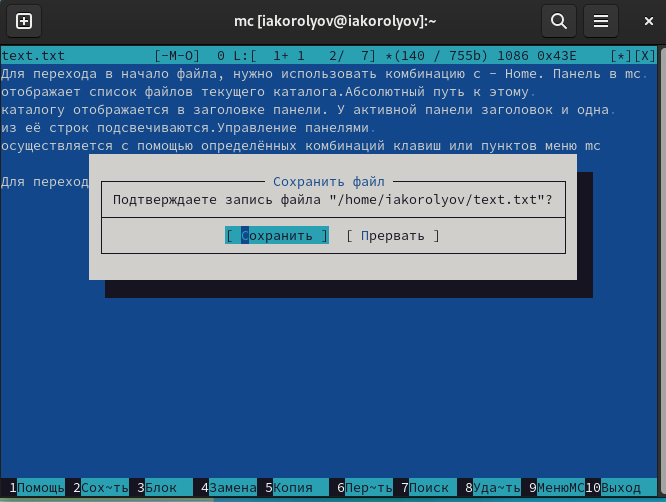 mc [iakorolyov@iakorolyov]:~
text.txt [-M-O] 0 L:[ 1+ 1 2/ 7] *(140 / 755b) 1086 0x43E [*][X]
Для перехода в начало файла, нужно использовать комбинацию c - Home. Панель в mc.
отображает список файлов текущего каталога.Абсолютный путь к этому.
каталогу отображается в заголовке панели. У активной панели заголовок и одна.
из её строк подсвечиваются.Управление панелями.
осуществляется с помощью определённых комбинаций клавиш или пунктов меню mc
Для переход
Сохранить файл
Подтверждаете запись файла "/home/iakorolyov/text.txt"?
[ Сохранить ] [ Прервать ]
1Помощь 2Сох~ть 3Блок 4Замена 5Копия 6Пер~ть 7Поиск 8Уда~ть 9МенюMC 10Выход